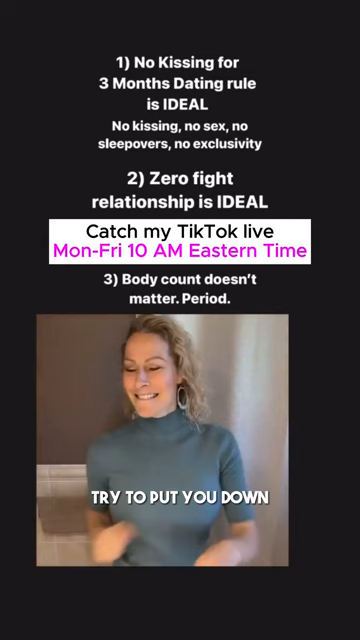 1) No Kissing for
3 Months Dating rule
is IDEAL
No kissing, no sex, no
sleepovers, no exclusivity
2) Zero fight
relationship is IDEAL
Catch my TikTok live
Mon-Fri 10 AM Eastern Time
3) Body count doesn't
matter. Period.
TRY TO PUT YOU DOWN